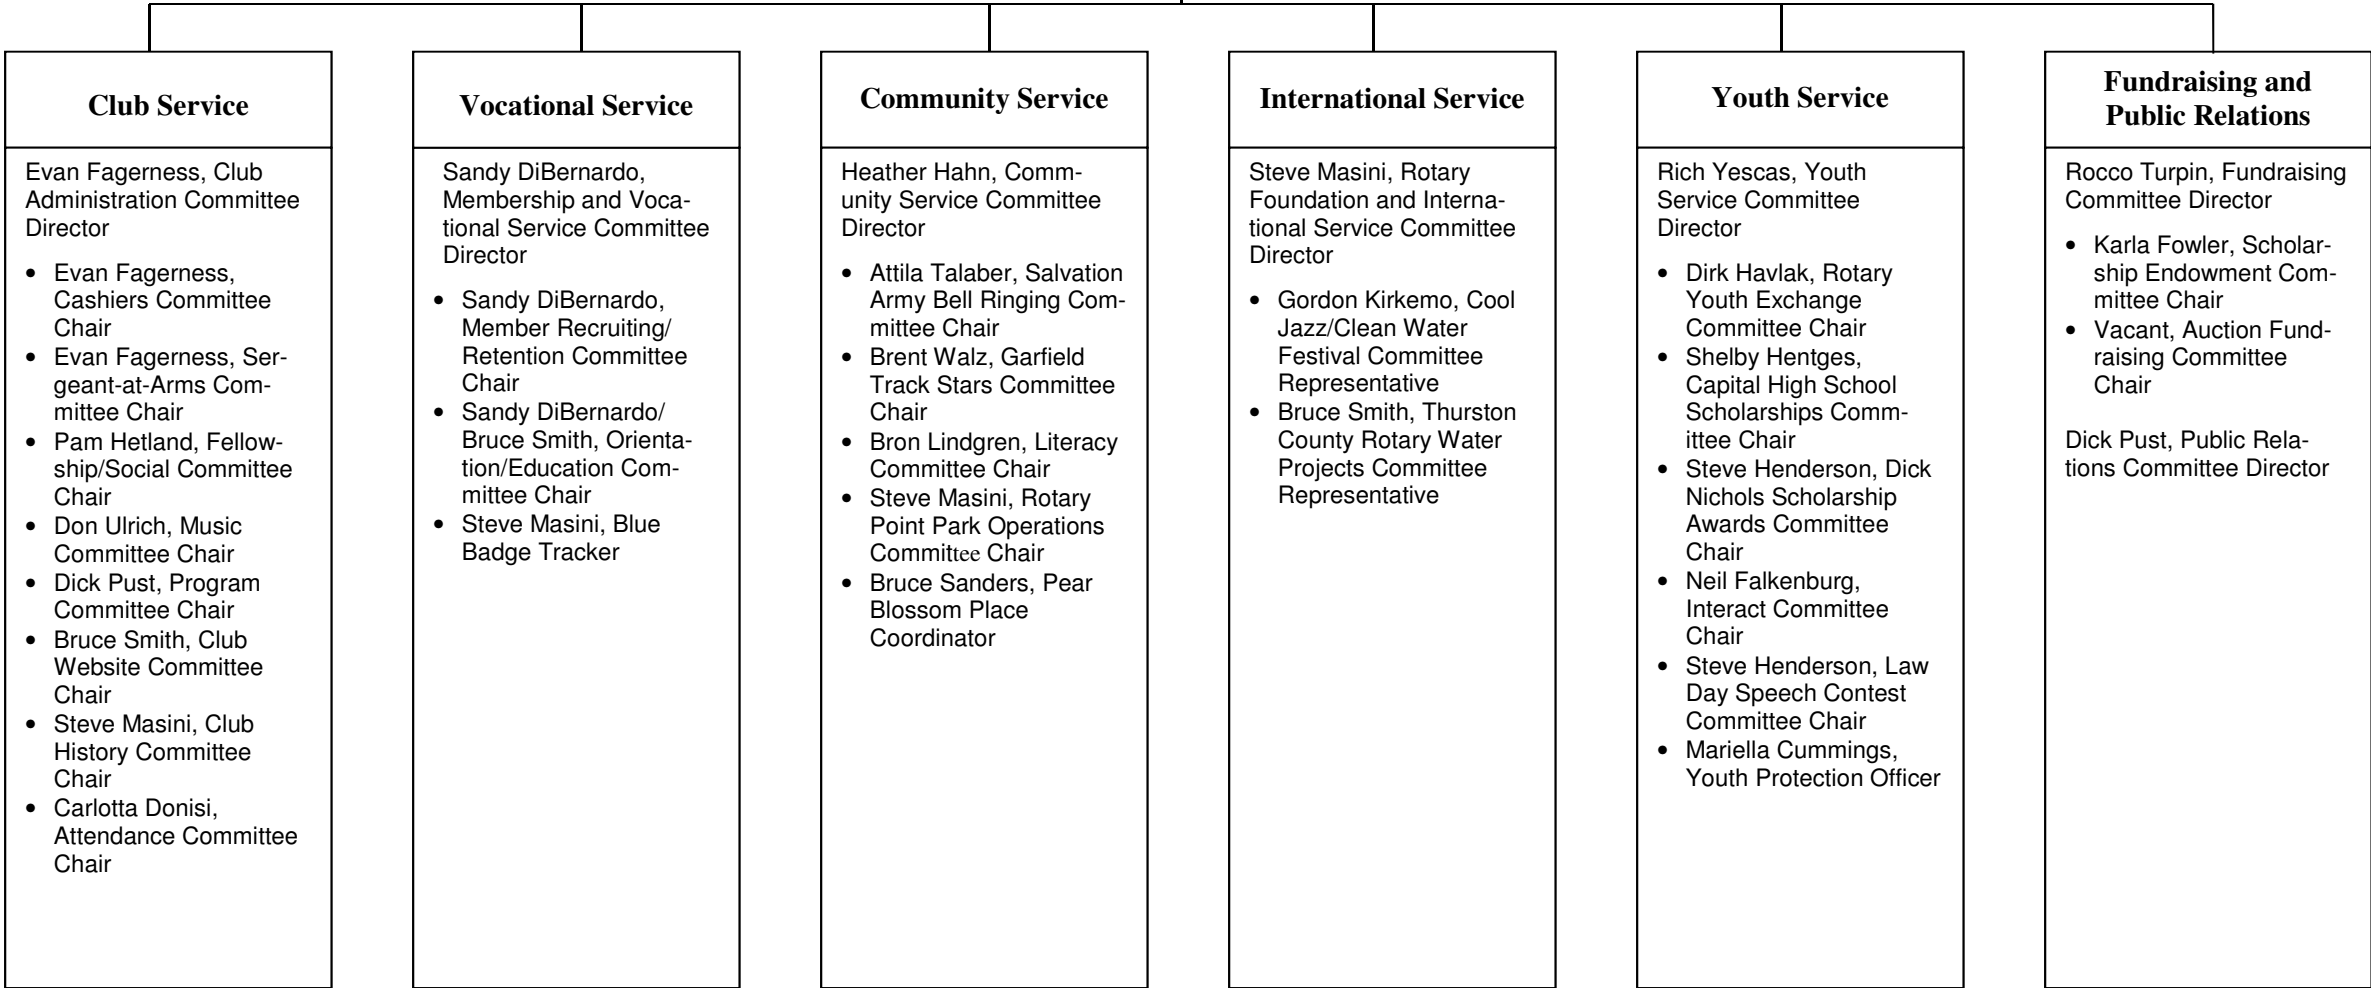 Club Service
Evan Fagerness, Club
Administration Committee
Director
• Evan Fagerness,
Cashiers Committee
Chair
• Evan Fagerness, Ser-
geant-at-Arms Com-
mittee Chair
• Pam Hetland, Fellow-
ship/Social Committee
Chair
• Don Ulrich, Music
Committee Chair
• Dick Pust, Program
Committee Chair
• Bruce Smith, Club
Website Committee
Chair
• Steve Masini, Club
History Committee
Chair
• Carlotta Donisi,
Attendance Committee
Chair
Vocational Service
Sandy DiBernardo,
Membership and Voca-
tional Service Committee
Director
• Sandy DiBernardo,
Member Recruiting/
Retention Committee
Chair
• Sandy DiBernardo/
Bruce Smith, Orienta-
tion/Education Com-
mittee Chair
• Steve Masini, Blue
Badge Tracker
Community Service
Heather Hahn, Comm-
unity Service Committee
Director
• Attila Talaber, Salvation
Army Bell Ringing Com-
mittee Chair
• Brent Walz, Garfield
Track Stars Committee
Chair
• Bron Lindgren, Literacy
Committee Chair
• Steve Masini, Rotary
Point Park Operations
Committee Chair
• Bruce Sanders, Pear
Blossom Place
Coordinator
International Service
Steve Masini, Rotary
Foundation and Interna-
tional Service Committee
Director
• Gordon Kirkemo, Cool
Jazz/Clean Water
Festival Committee
Representative
• Bruce Smith, Thurston
County Rotary Water
Projects Committee
Representative
Youth Service
Rich Yescas, Youth
Service Committee
Director
• Dirk Havlak, Rotary
Youth Exchange
Committee Chair
• Shelby Hentges,
Capital High School
Scholarships Comm-
ittee Chair
• Steve Henderson, Dick
Nichols Scholarship
Awards Committee
Chair
• Neil Falkenburg,
Interact Committee
Chair
• Steve Henderson, Law
Day Speech Contest
Committee Chair
• Mariella Cummings,
Youth Protection Officer
Fundraising and
Public Relations
Rocco Turpin, Fundraising
Committee Director
• Karla Fowler, Scholar-
ship Endowment Com-
mittee Chair
• Vacant, Auction Fund-
raising Committee
Chair
Dick Pust, Public Rela-
tions Committee Director